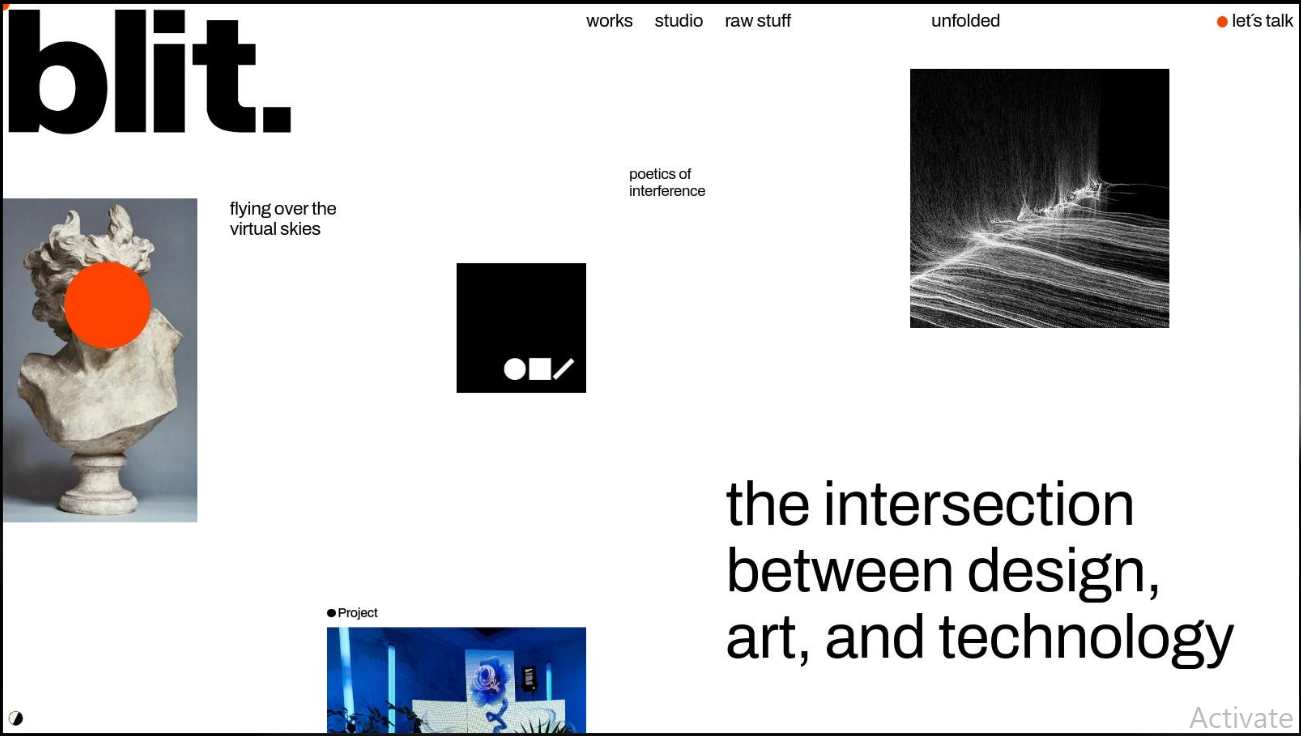 blit.
works
studio
raw stuff
unfolded
let´s talk
poetics of
interference
flying over the
virtual skies
the intersection
between design,
art, and technology
Project
Activate